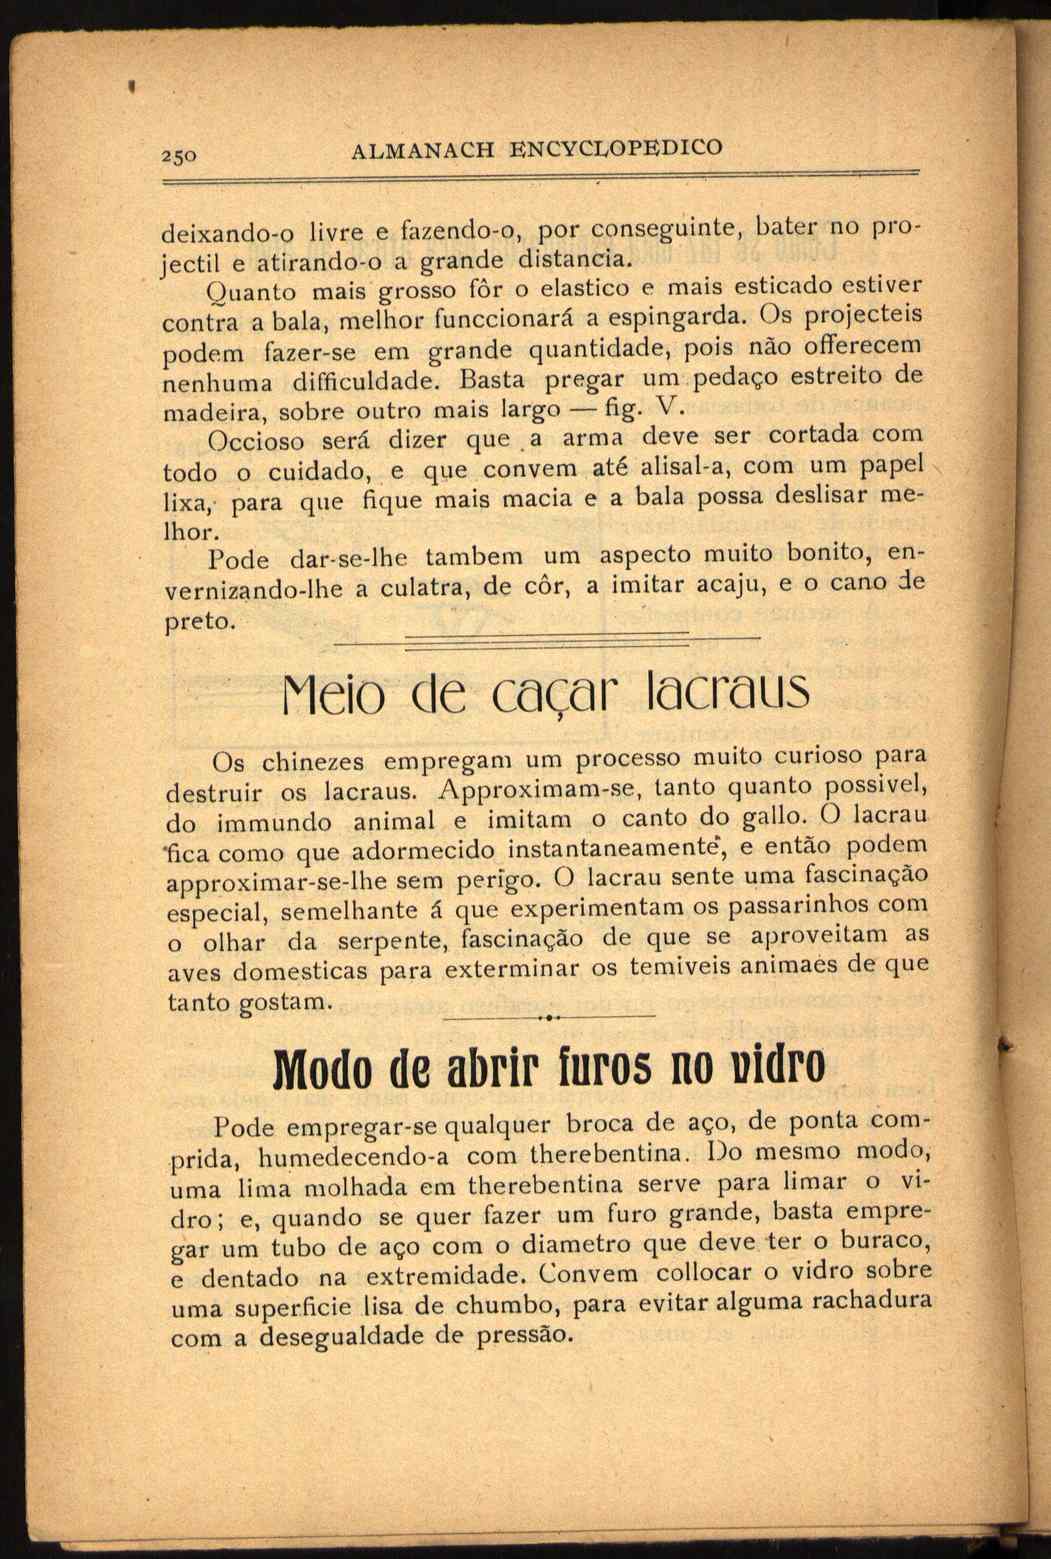 250
ALMANACH ENCYCLOPEDICO
deixando-o livre e fazendo-o, por conseguinte, bater no pro-
jectil e atirando-o a grande distancia.
Quanto mais grosso fôr o elastico e mais esticado estiver
contra a bala, melhor funccionará a espingarda. Os projecteis
podem fazer-se em grande quantidade, pois não offerecem
nenhuma difficuldade. Basta pregar um pedaço estreito de
madeira, sobre outro mais largo — fig. V.
Occioso será dizer que a arma deve ser cortada com
todo o cuidado, e que convem até alisal-a, com um papel
lixa, para que fique mais macia e a bala possa deslisar me-
lhor.
Pode dar-se-lhe tambem um aspecto muito bonito, en-
vernizando-lhe a culatra, de côr, a imitar acaju, e o cano de
preto.
Meio de caçar lacraus
Os chinezes empregam um processo muito curioso para
destruir os lacraus. Approximam-se, tanto quanto possivel,
do immundo animal e imitam o canto do gallo. O lacrau
fica como que adormecido instantaneamente, e então podem
approximar-se-lhe sem perigo. O lacrau sente uma fascinação
especial, semelhante á que experimentam os passarinhos com
o olhar da serpente, fascinação de que se aproveitam as
aves domesticas para exterminar os temiveis animaes de que
tanto gostam.
Modo de abrir furos no vidro
Pode empregar-se qualquer broca de aço, de ponta com-
prida, humedecendo-a com therebentina. Do mesmo modo,
uma lima molhada em therebentina serve para limar o vi-
dro; e, quando se quer fazer um furo grande, basta empre-
gar um tubo de aço com o diametro que deve ter o buraco,
e dentado na extremidade. Convem collocar o vidro sobre
uma superficie lisa de chumbo, para evitar alguma rachadura
com a desegualdade de pressão.